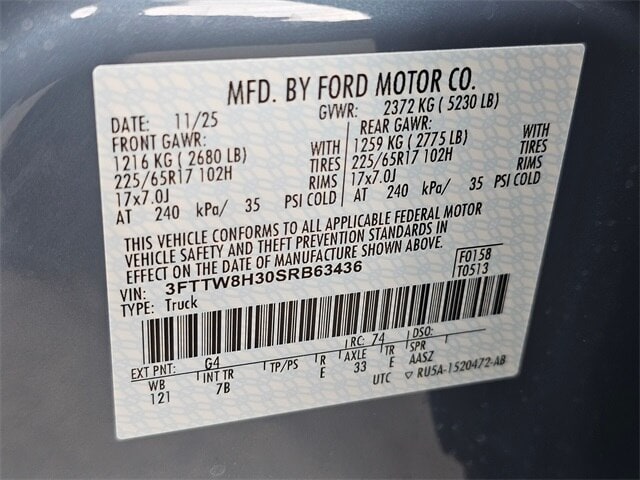 MFD. BY FORD MOTOR CO.
DATE: 11/25 GVWR: 2372 KG ( 5230 LB)
FRONT GAWR: REAR GAWR:
1216 KG ( 2680 LB) WITH 1259 KG ( 2775 LB) WITH
225/65R17 102H TIRES 225/65R17 102H TIRES
17x7.0J RIMS 17x7.0J RIMS
AT 240 kPa/ 35 PSI COLD AT 240 kPa/ 35 PSI COLD
THIS VEHICLE CONFORMS TO ALL APPLICABLE FEDERAL MOTOR
VEHICLE SAFETY AND THEFT PREVENTION STANDARDS IN
EFFECT ON THE DATE OF MANUFACTURE SHOWN ABOVE.
VIN: 3FTTW8H30SRB63436 F0158
TYPE: Truck T0513
EXT PNT: G4 RC: 74 DSO:
WB INT TR TP/PS R AXLE TR SPR
121 7B E 33 E AASZ
UTC ▽ RU5A-1520472-AB